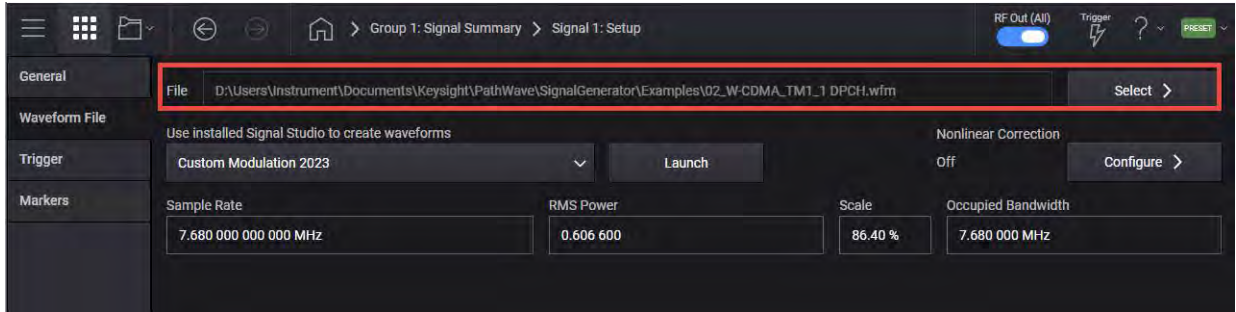 Group 1: Signal Summary > Signal 1: Setup
RF Out (All)
Trigger
?
PRESET
General
Waveform File
Trigger
Markers
File D:\Users\Instrument\Documents\Keysight\PathWave\SignalGenerator\Examples\02_W-CDMA_TM1_1 DPCH.wfm Select >
Use installed Signal Studio to create waveforms
Nonlinear Correction
Custom Modulation 2023 Launch Off Configure >
Sample Rate RMS Power Scale Occupied Bandwidth
7.680 000 000 000 MHz 0.606 600 86.40 % 7.680 000 MHz